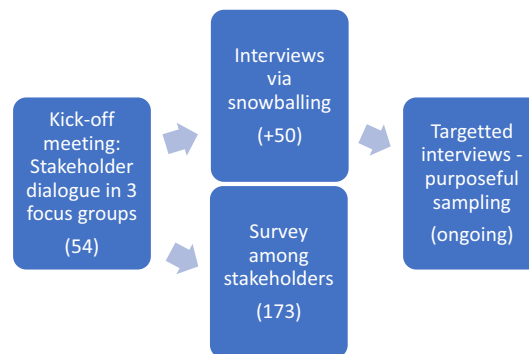 Kick-off
meeting:
Stakeholder
dialogue in 3
focus groups
(54)
Interviews
via
snowballing
(+50)
Survey
among
stakeholders
(173)
Targetted
interviews -
purposeful
sampling
(ongoing)